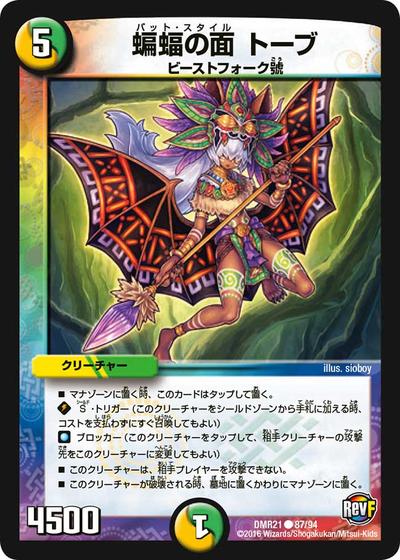 5
バット・スタイル
蝙蝠の面 トーブ
ビーストフォーク號
illus. sioboy
クリーチャー
■ マナゾーンに置く時、このカードはタップして置く。
S・トリガー (このクリーチャーをシールドゾーンから手札に加える時、
コストを支払わずにすぐ召喚してもよい)
ブロッカー (このクリーチャーをタップして、相手クリーチャーの攻撃
先をこのクリーチャーに変更してもよい)
■ このクリーチャーは、相手プレイヤーを攻撃できない。
■ このクリーチャーが破壊される時、墓地に置くかわりにマナゾーンに置く。
4500
1
DMR21 ● 87/94
©2016 Wizards/Shogakukan/Mitsui-Kids
RevF